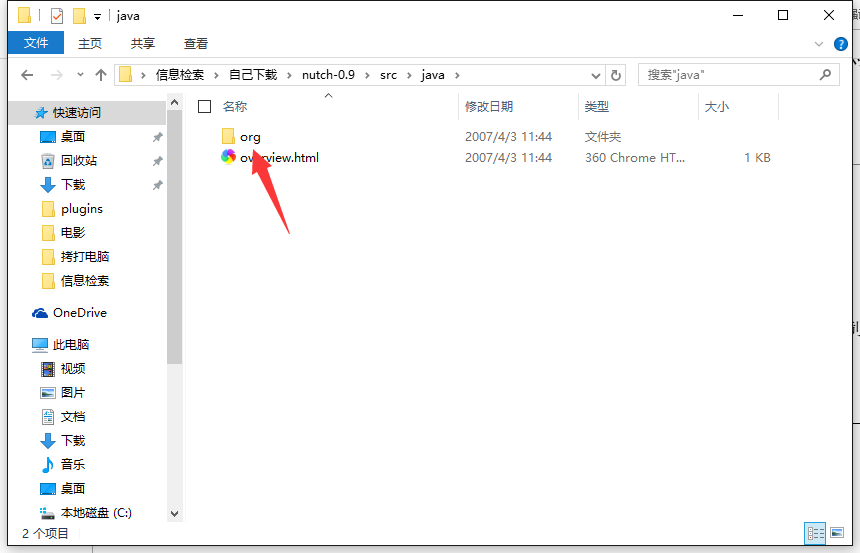 java
文件 主页 共享 查看
信息检索 自己下载 nutch-0.9 src java
搜索"java"
快速访问
桌面
回收站
下载
plugins
电影
拷打电脑
信息检索
OneDrive
此电脑
视频
图片
文档
下载
音乐
桌面
本地磁盘 (C:)
名称 修改日期 类型 大小
org 2007/4/3 11:44 文件夹
overview.html 2007/4/3 11:44 360 Chrome HT... 1 KB
2 个项目